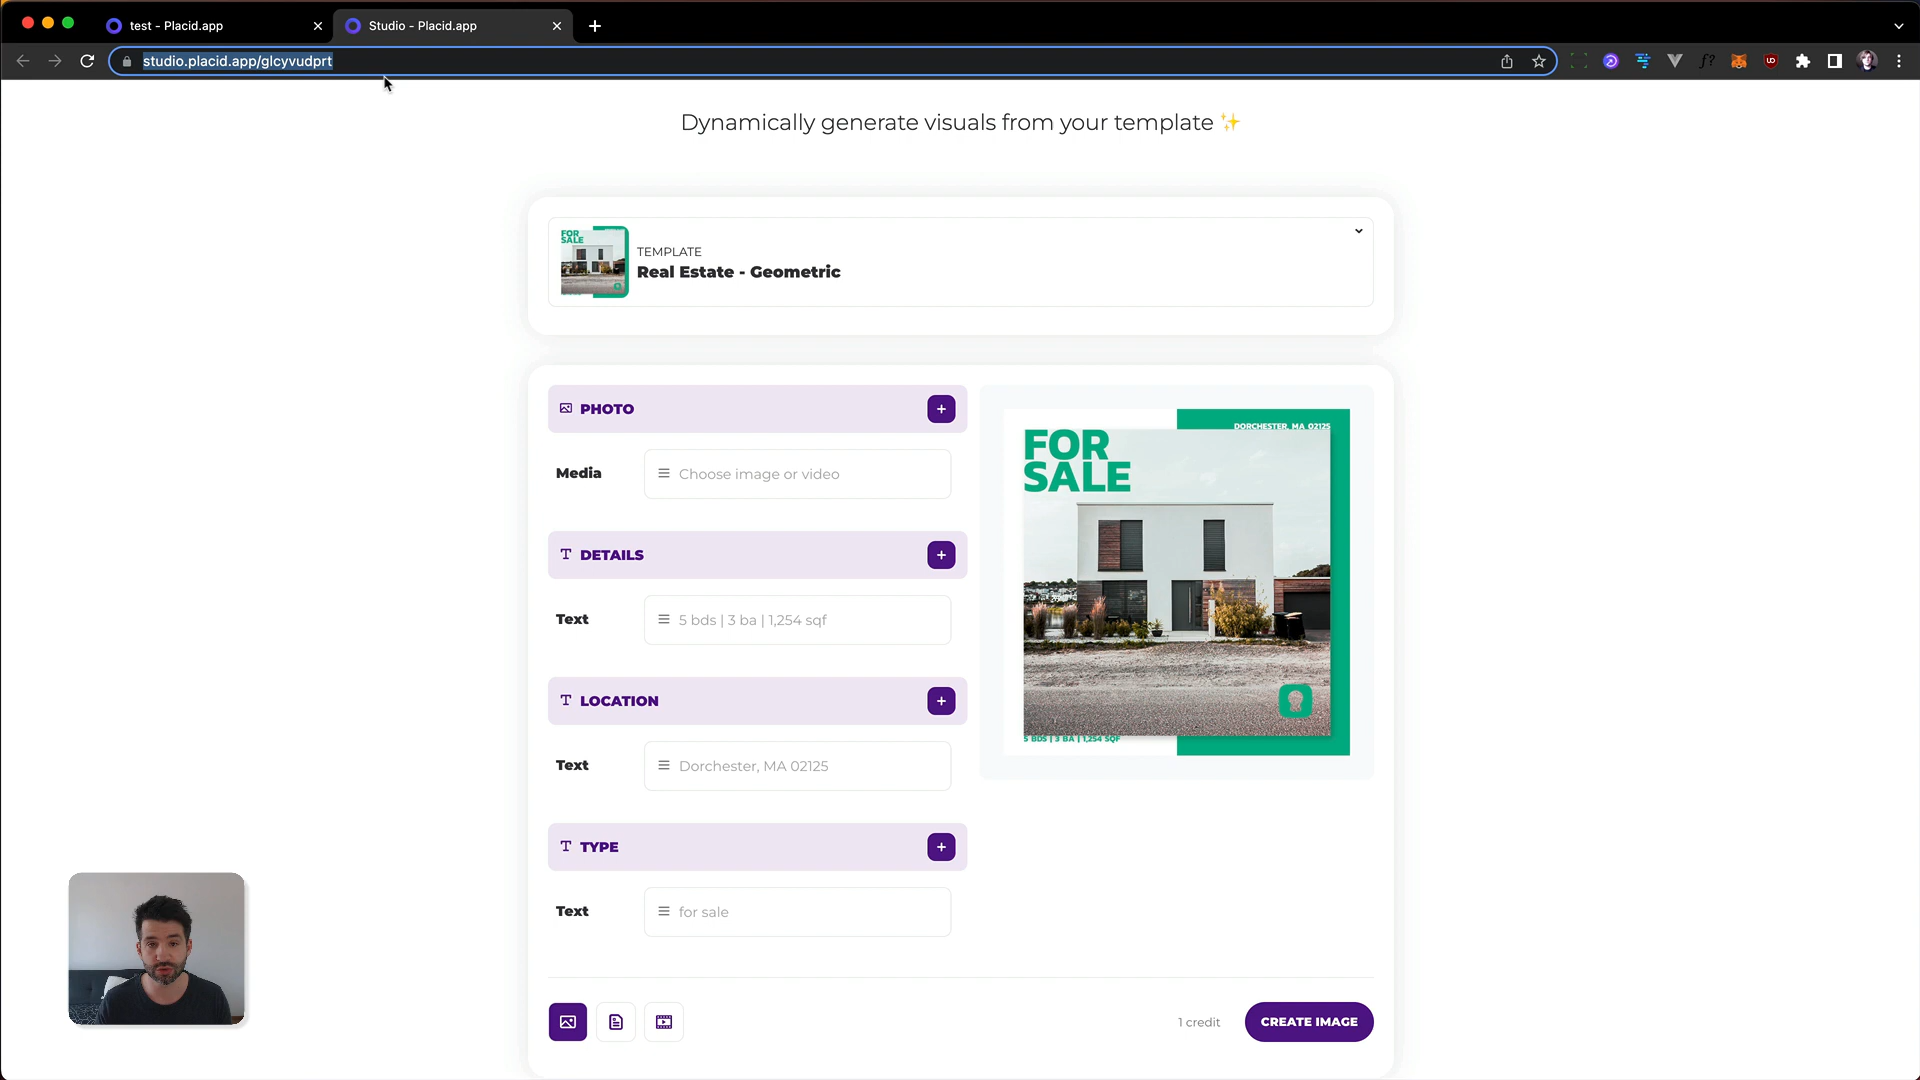 test - Placid.app
Studio - Placid.app
studio.placid.app/glcyvudprt
f?
UD
Dynamically generate visuals from your template ✨
FOR
SALE
TEMPLATE
Real Estate - Geometric
PHOTO
Media
Choose image or video
DETAILS
Text
5 bds | 3 ba | 1,254 sqf
LOCATION
Text
Dorchester, MA 02125
TYPE
Text
for sale
DORCHESTER, MA 02125
FOR
SALE
5 BDS | 3 BA | 1,254 SQF
1 credit
CREATE IMAGE